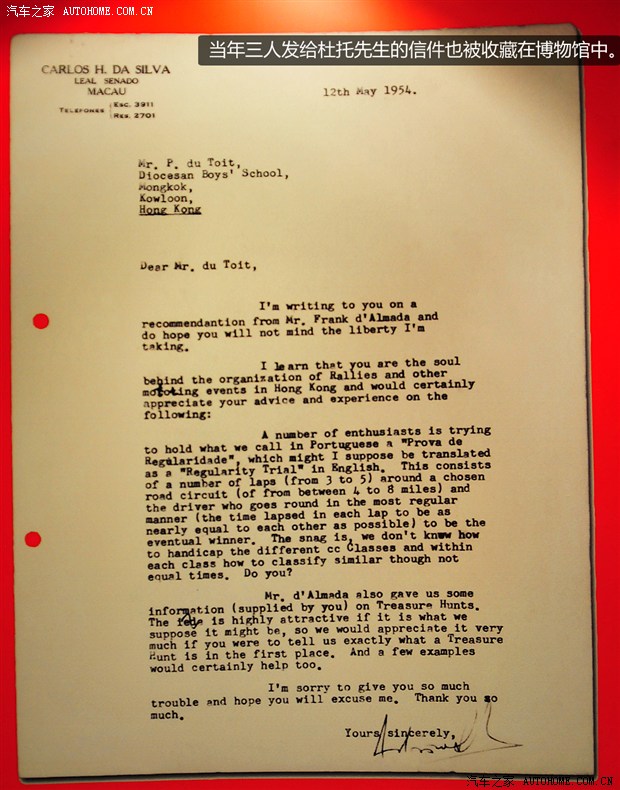 汽车之家 AUTOHOME.COM.CN
当年三人发给杜托先生的信件也被收藏在博物馆中。
CARLOS H. DA SILVA
LEAL SENADO
MACAU
TELEFONES Esc. 3911
Res. 2701
12th May 1954.
Mr. P. du Toit,
Diocesan Boys' School,
Mongkok,
Kowloon,
Hong Kong
Dear Mr. du Toit,
I'm writing to you on a
recommendantion from Mr. Frank d'Almada and
do hope you will not mind the liberty I'm
taking.
I learn that you are the soul
behind the organization of Rallies and other
mototing events in Hong Kong and would certainly
appreciate your advice and experience on the
following:
A number of enthusiasts is trying
to hold what we call in Portuguese a "Prova de
Regularidade", which might I suppose be translated
as a "Regularity Trial" in English. This consists
of a number of laps (from 3 to 5) around a chosen
road circuit (of from between 4 to 8 miles) and
the driver who goes round in the most regular
manner (the time lapsed in each lap to be as
nearly equal to each other as possible) to be the
eventual winner. The snag is, we don't know how
to handicap the different cc Classes and within
each class how to classify similar though not
equal times. Do you?
Mr. d'Almada also gave us some
information (supplied by you) on Treasure Hunts.
The is highly attractive if it is what we
suppose it might be, so we would appreciate it very
much if you were to tell us exactly what a Treasure
Hunt is in the first place. And a few examples
would certainly help too.
I'm sorry to give you so much
trouble and hope you will excuse me. Thank you so
much.
Yours sincerely,
汽车之家 AUTOHOME.COM.CN